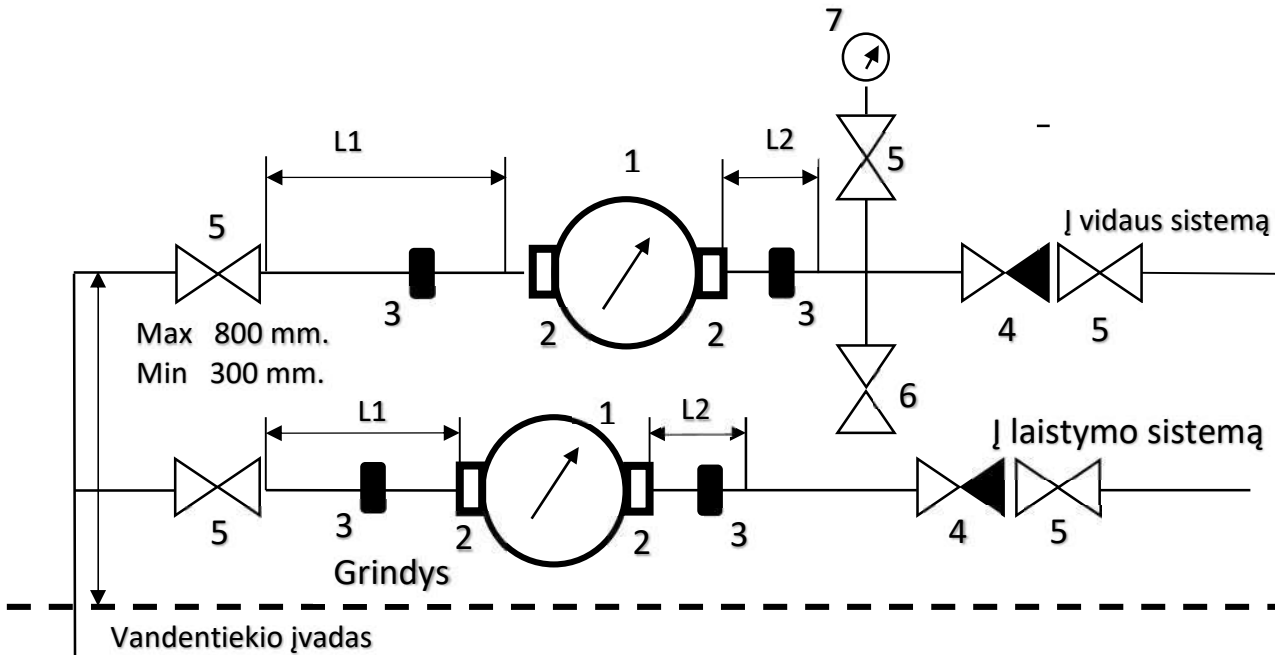 7
L1
1
L2
5
5
Į vidaus sistemą
3
2
2
3
4
5
Max 800 mm.
Min 300 mm.
6
L1
1
L2
Į laistymo sistemą
5
3
2
2
3
4
5
Grindys
Vandentiekio įvadas